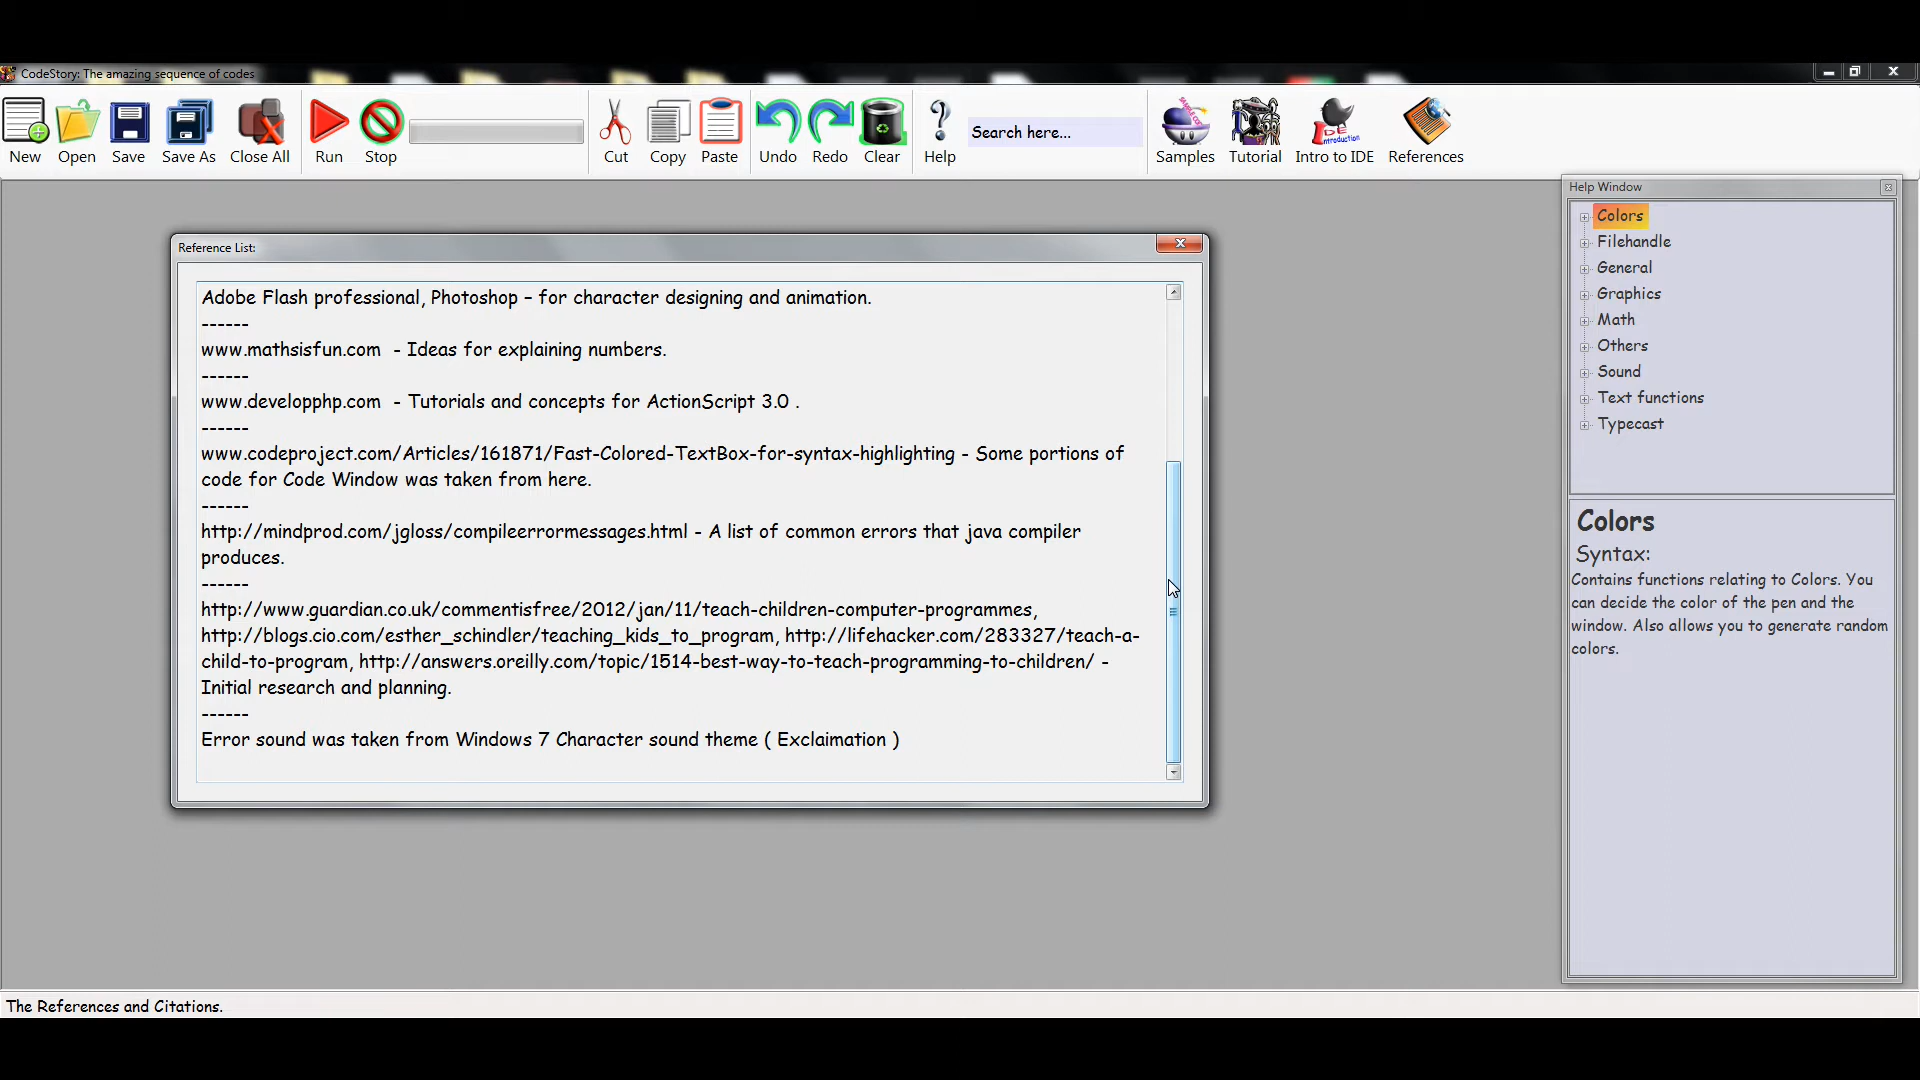 CodeStory: The amazing sequence of codes
New Open Save Save As Close All Run Stop Cut Copy Paste Undo Redo Clear Help Search here... Samples Tutorial Intro to IDE References
Reference List:
Adobe Flash professional, Photoshop – for character designing and animation.
------
www.mathsisfun.com  - Ideas for explaining numbers.
------
www.developphp.com  - Tutorials and concepts for ActionScript 3.0 .
------
www.codeproject.com/Articles/161871/Fast-Colored-TextBox-for-syntax-highlighting - Some portions of
code for Code Window was taken from here.
------
http://mindprod.com/jgloss/compileerrormessages.html - A list of common errors that java compiler
produces.
------
http://www.guardian.co.uk/commentisfree/2012/jan/11/teach-children-computer-programmes,
http://blogs.cio.com/esther_schindler/teaching_kids_to_program, http://lifehacker.com/283327/teach-a-
child-to-program, http://answers.oreilly.com/topic/1514-best-way-to-teach-programming-to-children/ -
Initial research and planning.
------
Error sound was taken from Windows 7 Character sound theme ( Exclaimation )
Help Window
Colors
Filehandle
General
Graphics
Math
Others
Sound
Text functions
Typecast
Colors
Syntax:
Contains functions relating to Colors. You
can decide the color of the pen and the
window. Also allows you to generate random
colors.
The References and Citations.